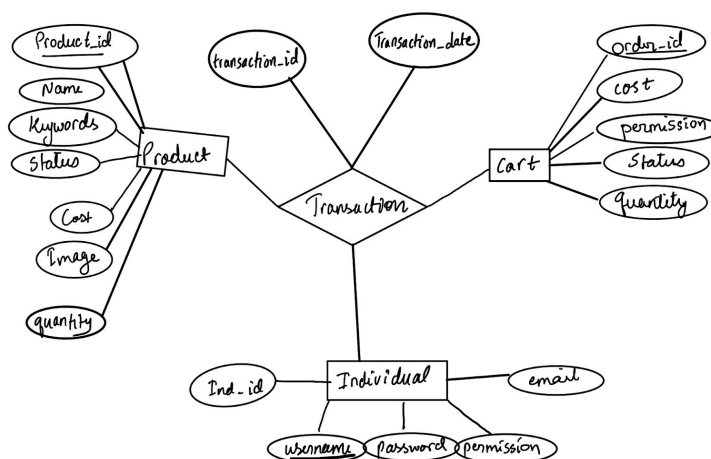 Product_id
Name
Keywords
Status
Product
Cost
Image
quantity
transaction_id
Transaction_date
Transaction
order_id
cost
permission
Status
Cart
quantity
Individual
Ind_id
email
username
password
permission